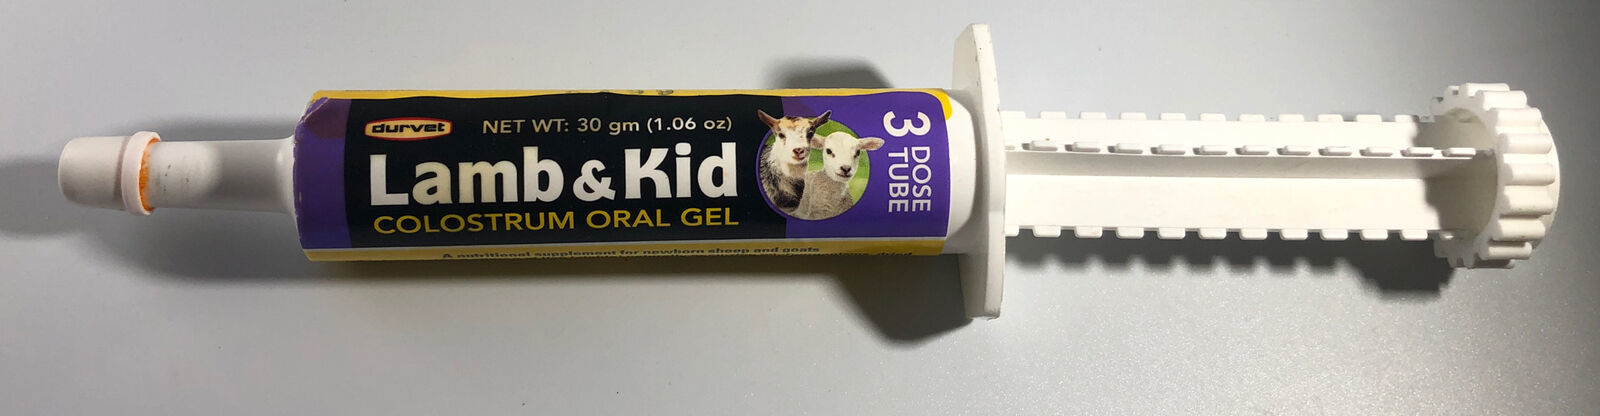 durvet
NET WT: 30 gm (1.06 oz)
Lamb & Kid
COLOSTRUM ORAL GEL
3 DOSE
TUBE
A nutritional supplement for newborn sheep and goats